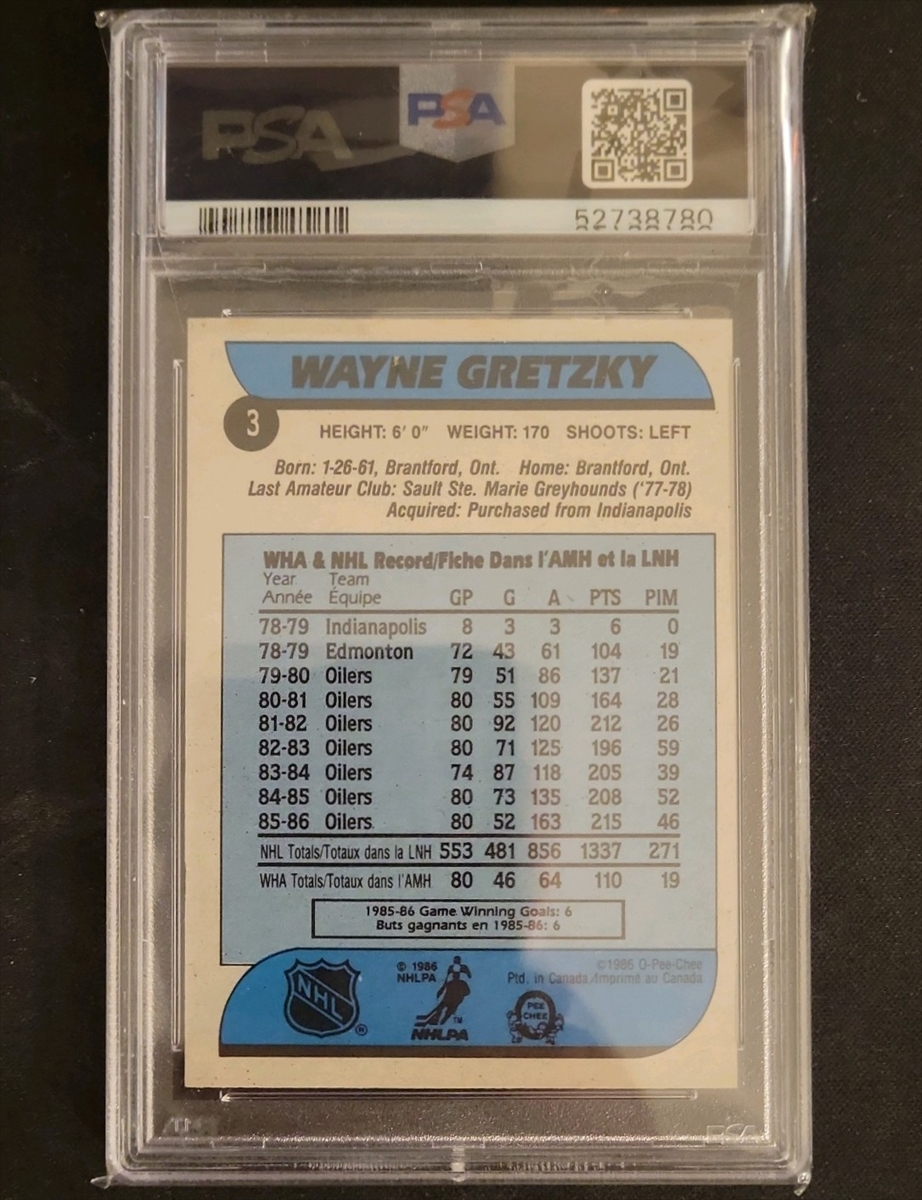 PSA PSA
52738780
WAYNE GRETZKY
3
HEIGHT: 6' 0" WEIGHT: 170 SHOOTS: LEFT
Born: 1-26-61, Brantford, Ont. Home: Brantford, Ont.
Last Amateur Club: Sault Ste. Marie Greyhounds ('77-78)
Acquired: Purchased from Indianapolis
WHA & NHL Record/Fiche Dans l'AMH et la LNH
Year Team
Année Équipe GP G A PTS PIM
78-79 Indianapolis 8 3 3 6 0
78-79 Edmonton 72 43 61 104 19
79-80 Oilers 79 51 86 137 21
80-81 Oilers 80 55 109 164 28
81-82 Oilers 80 92 120 212 26
82-83 Oilers 80 71 125 196 59
83-84 Oilers 74 87 118 205 39
84-85 Oilers 80 73 135 208 52
85-86 Oilers 80 52 163 215 46
NHL Totals/Totaux dans la LNH 553 481 856 1337 271
WHA Totals/Totaux dans l'AMH 80 46 64 110 19
1985-86 Game Winning Goals: 6
Buts gagnants en 1985-86: 6
NHL ®
© 1986
NHLPA
TM
NHLPA
©1986 O-Pee-Chee
Ptd. in Canada/Imprimé au Canada
PEE
CHEE
PSA